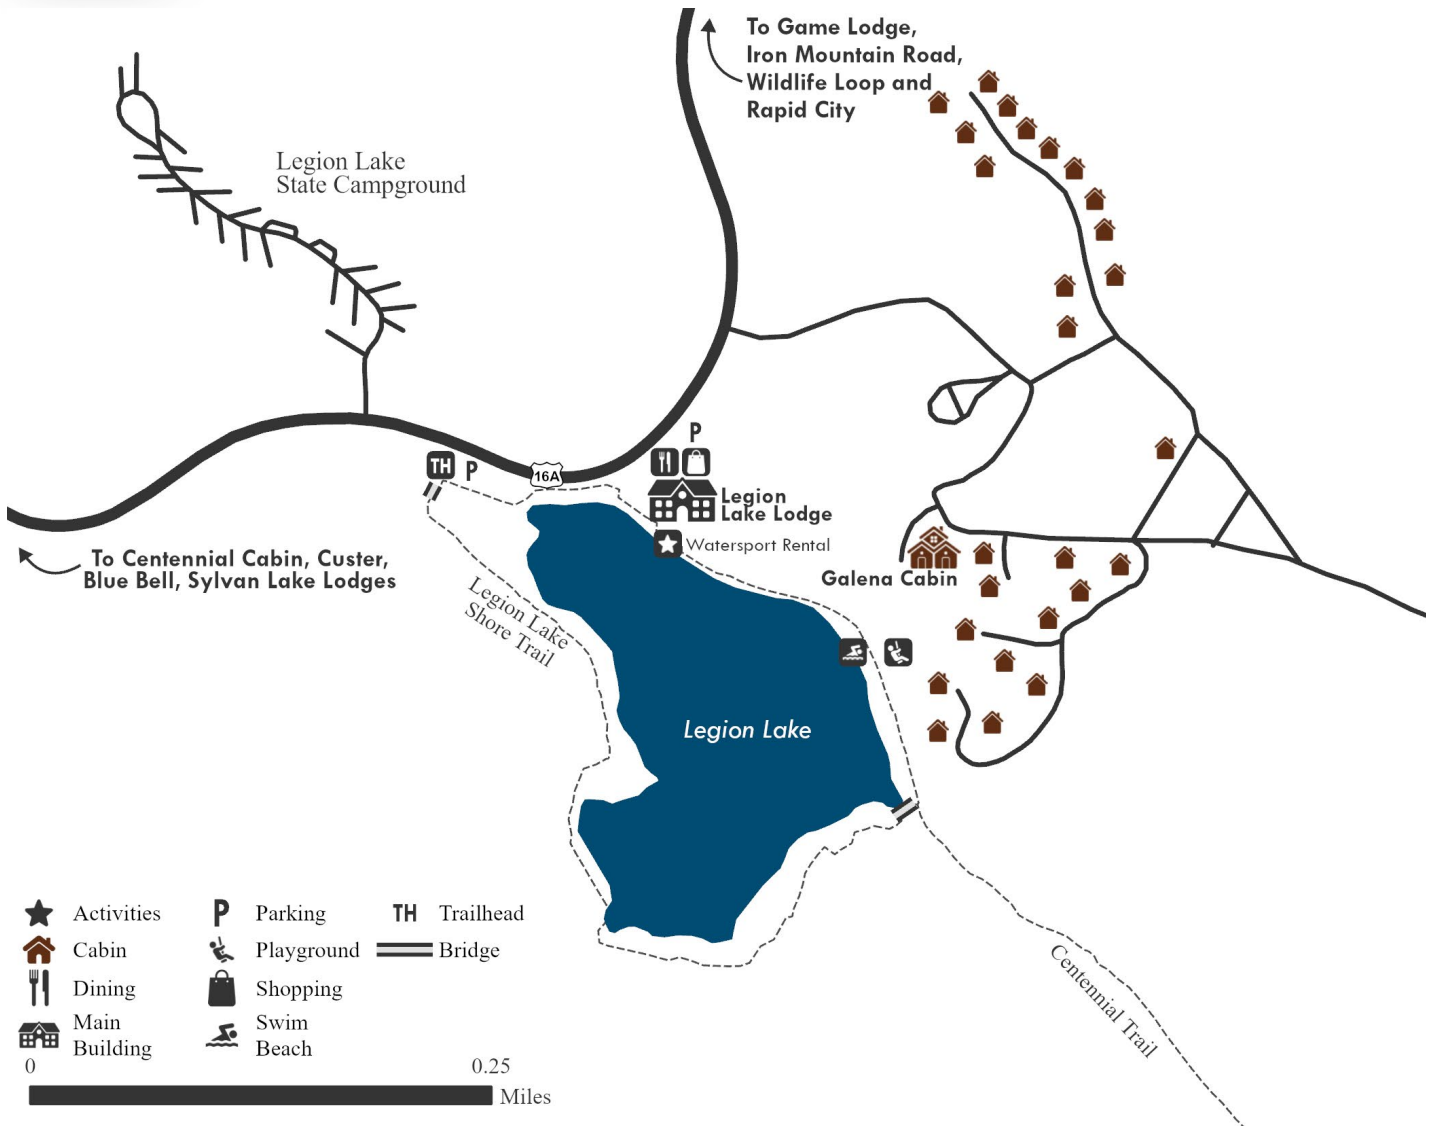 To Game Lodge,
Iron Mountain Road,
Wildlife Loop and
Rapid City
Legion Lake
State Campground
P
TH P
16A
Legion
Lake Lodge
Watersport Rental
To Centennial Cabin, Custer,
Blue Bell, Sylvan Lake Lodges
Galena Cabin
Legion Lake
Shore Trail
Legion Lake
Centennial Trail
Activities
P Parking
TH Trailhead
Cabin
Playground
Bridge
Dining
Shopping
Main
Building
Swim
Beach
0 0.25
Miles